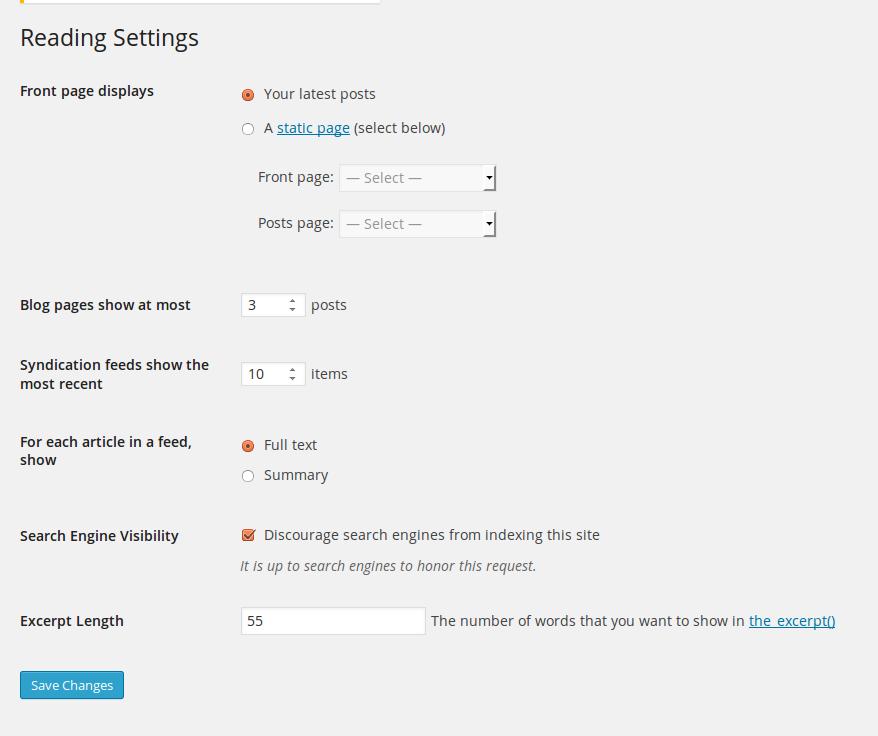 Reading Settings
Front page displays
Your latest posts
A static page (select below)
Front page: — Select —
Posts page: — Select —
Blog pages show at most 3 posts
Syndication feeds show the
most recent
10 items
For each article in a feed,
show
Full text
Summary
Search Engine Visibility
Discourage search engines from indexing this site
It is up to search engines to honor this request.
Excerpt Length 55 The number of words that you want to show in the_excerpt()
Save Changes